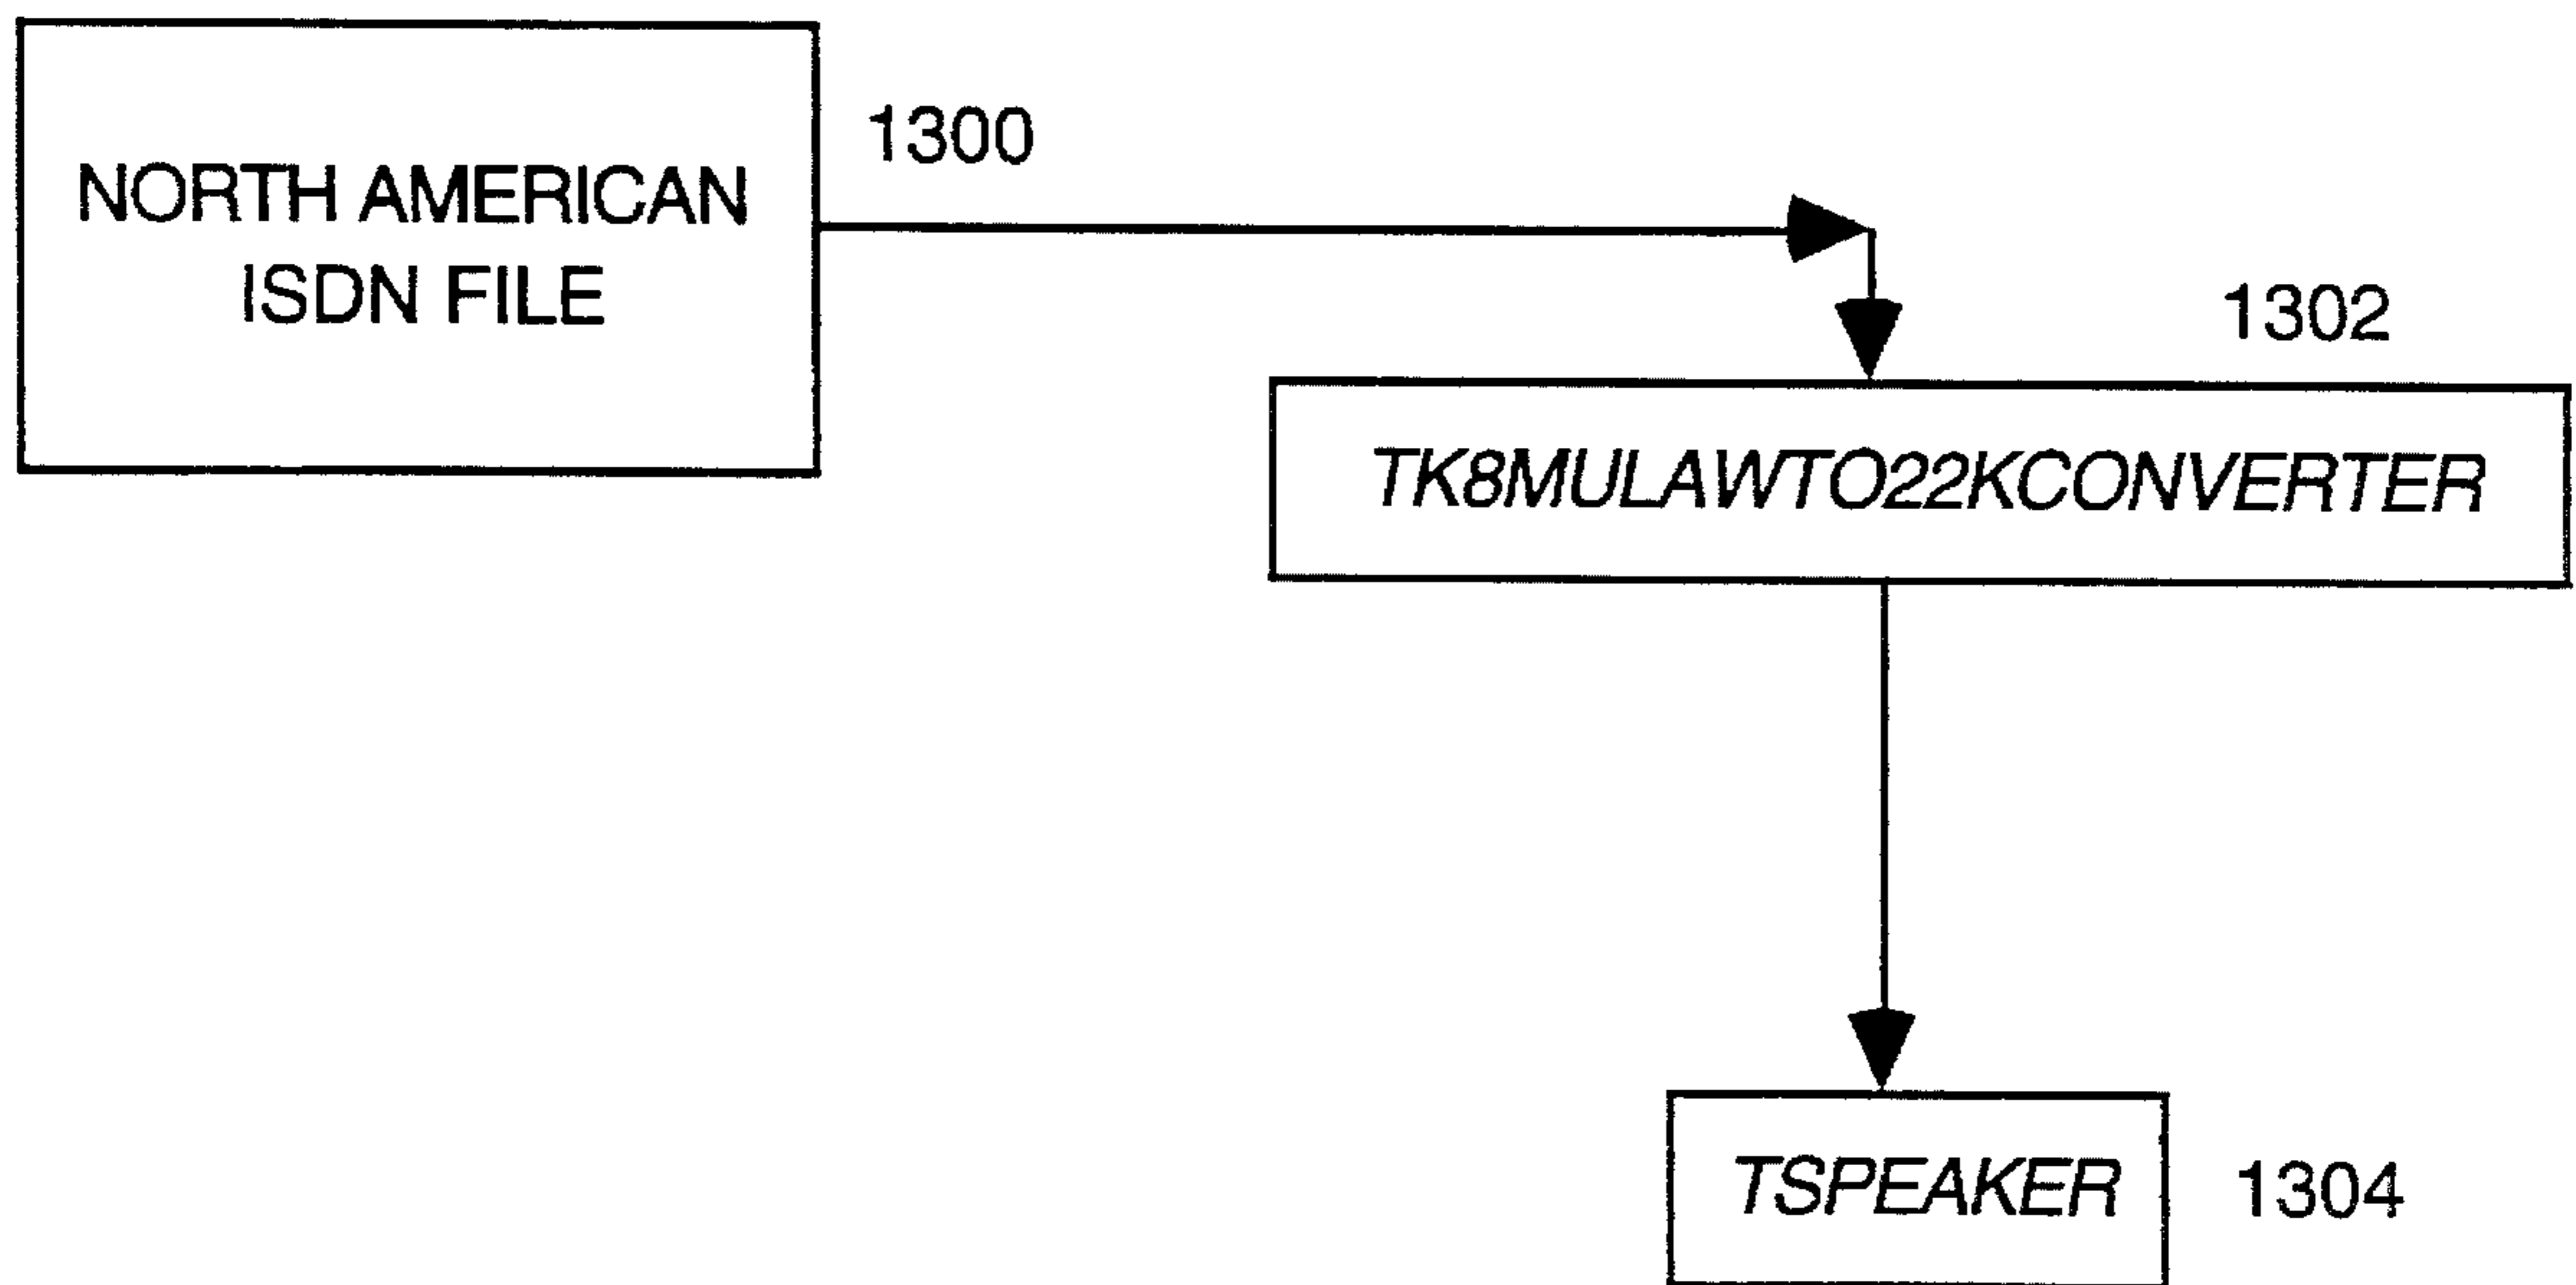 NORTH AMERICAN
ISDN FILE
1300
1302
TK8MULAWTO22KCONVERTER
TSPEAKER
1304